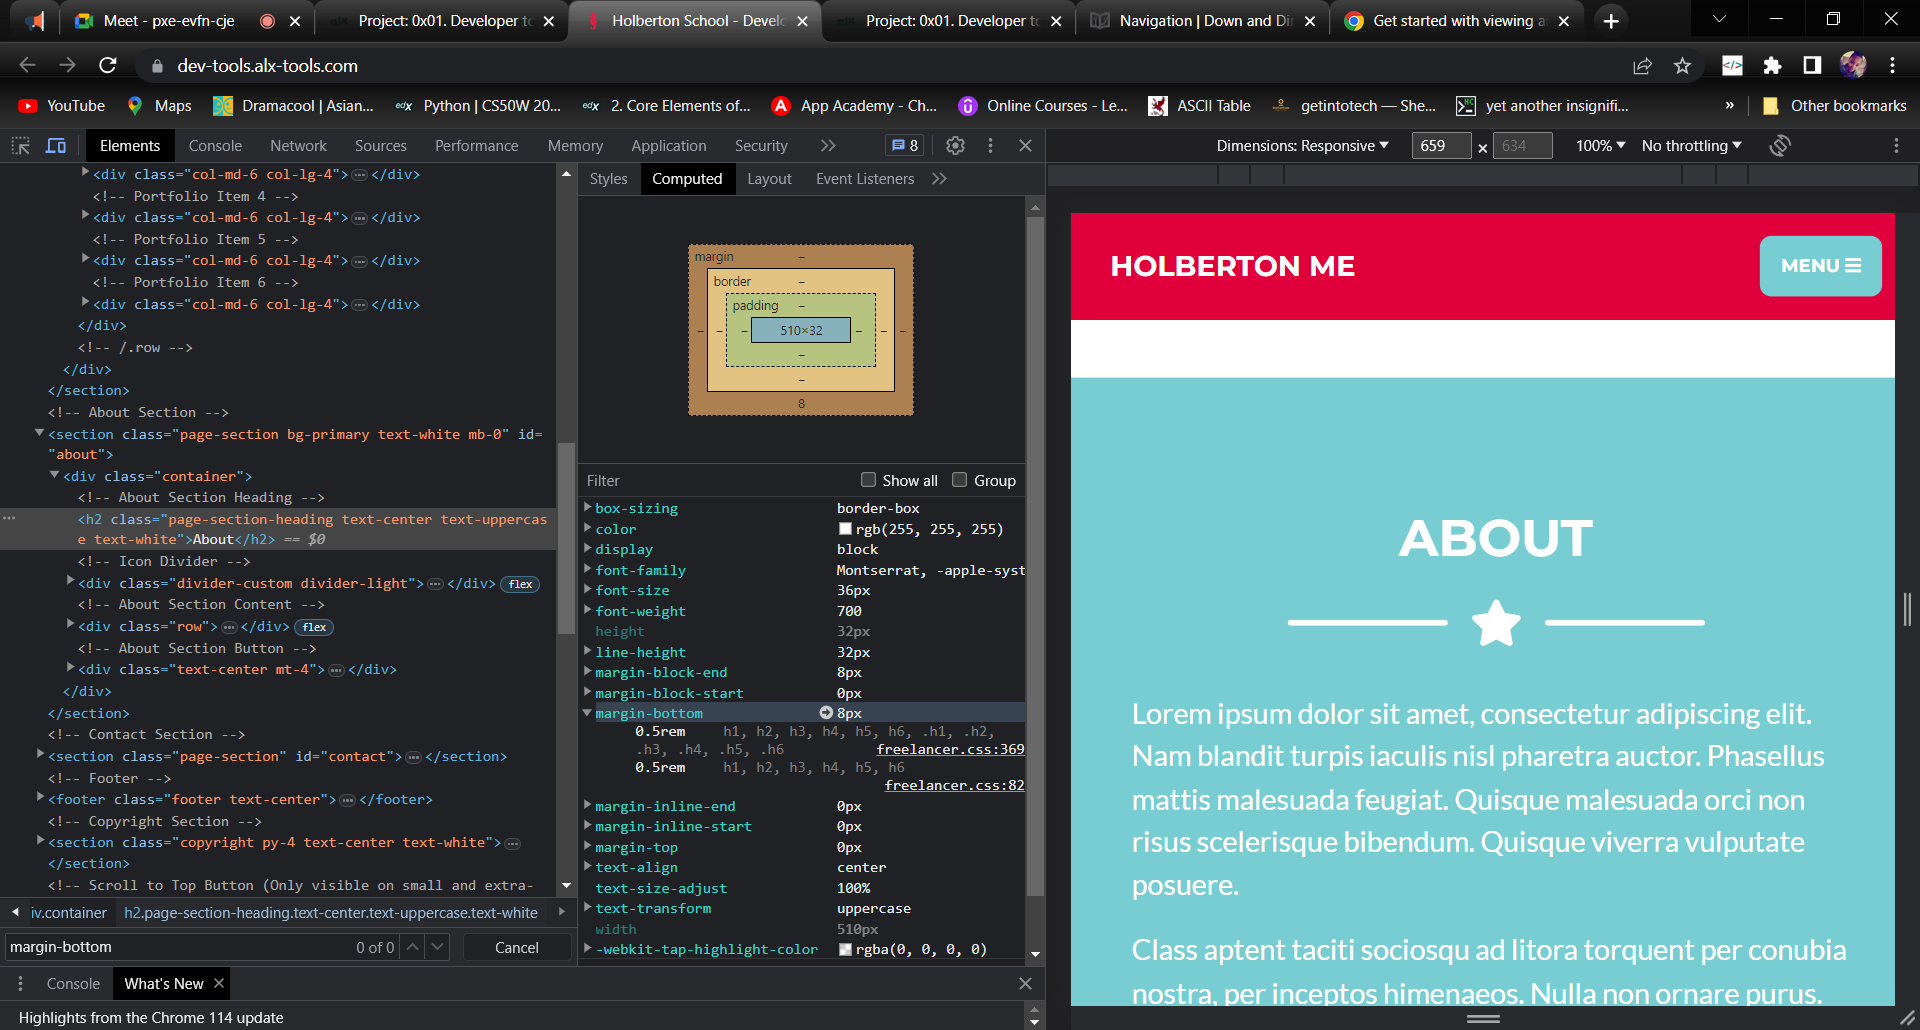 Meet - pxe-evfn-cje
Project: 0x01. Developer to
Holberton School - Develo
Project: 0x01. Developer to
Navigation | Down and Dir
Get started with viewing a
dev-tools.alx-tools.com
YouTube
Maps
Dramacool | Asian...
edX Python | CS50W 20...
edX 2. Core Elements of...
App Academy - Ch...
Online Courses - Le...
ASCII Table
getintotech — She...
yet another insignifi...
»
Other bookmarks
Elements Console Network Sources Performance Memory Application Security 8
Dimensions: Responsive 659 × 634 100% No throttling
<div class="col-md-6 col-lg-4">…</div>
<!-- Portfolio Item 4 -->
<div class="col-md-6 col-lg-4">…</div>
<!-- Portfolio Item 5 -->
<div class="col-md-6 col-lg-4">…</div>
<!-- Portfolio Item 6 -->
<div class="col-md-6 col-lg-4">…</div>
</div>
<!-- /.row -->
</div>
</section>
<!-- About Section -->
<section class="page-section bg-primary text-white mb-0" id=
"about">
<div class="container">
<!-- About Section Heading -->
<h2 class="page-section-heading text-center text-uppercas
e text-white">About</h2> == $0
<!-- Icon Divider -->
<div class="divider-custom divider-light">…</div> flex
<!-- About Section Content -->
<div class="row">…</div> flex
<!-- About Section Button -->
<div class="text-center mt-4">…</div>
</div>
</section>
<!-- Contact Section -->
<section class="page-section" id="contact">…</section>
<!-- Footer -->
<footer class="footer text-center">…</footer>
<!-- Copyright Section -->
<section class="copyright py-4 text-center text-white">…
</section>
<!-- Scroll to Top Button (Only visible on small and extra-
iv.container h2.page-section-heading.text-center.text-uppercase.text-white
margin-bottom 0 of 0 Cancel
Console What's New
Highlights from the Chrome 114 update
Styles Computed Layout Event Listeners
margin –
border –
padding –
– – – 510×32 – – –
–
–
8
Filter Show all Group
box-sizing border-box
color rgb(255, 255, 255)
display block
font-family Montserrat, -apple-syst
font-size 36px
font-weight 700
height 32px
line-height 32px
margin-block-end 8px
margin-block-start 0px
margin-bottom 8px
0.5rem h1, h2, h3, h4, h5, h6, .h1, .h2,
.h3, .h4, .h5, .h6 freelancer.css:369
0.5rem h1, h2, h3, h4, h5, h6
freelancer.css:82
margin-inline-end 0px
margin-inline-start 0px
margin-top 0px
text-align center
text-size-adjust 100%
text-transform uppercase
width 510px
-webkit-tap-highlight-color rgba(0, 0, 0, 0)
HOLBERTON ME
MENU
ABOUT
Lorem ipsum dolor sit amet, consectetur adipiscing elit.
Nam blandit turpis iaculis nisl pharetra auctor. Phasellus
mattis malesuada feugiat. Quisque malesuada orci non
risus scelerisque bibendum. Quisque viverra vulputate
posuere.
Class aptent taciti sociosqu ad litora torquent per conubia
nostra, per inceptos himenaeos. Nulla non ornare purus.